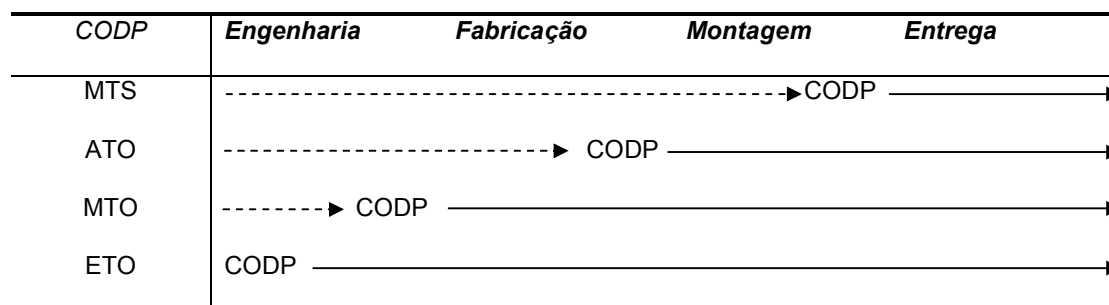 CODP Engenharia Fabricação Montagem Entrega
MTS CODP
ATO CODP
MTO CODP
ETO CODP